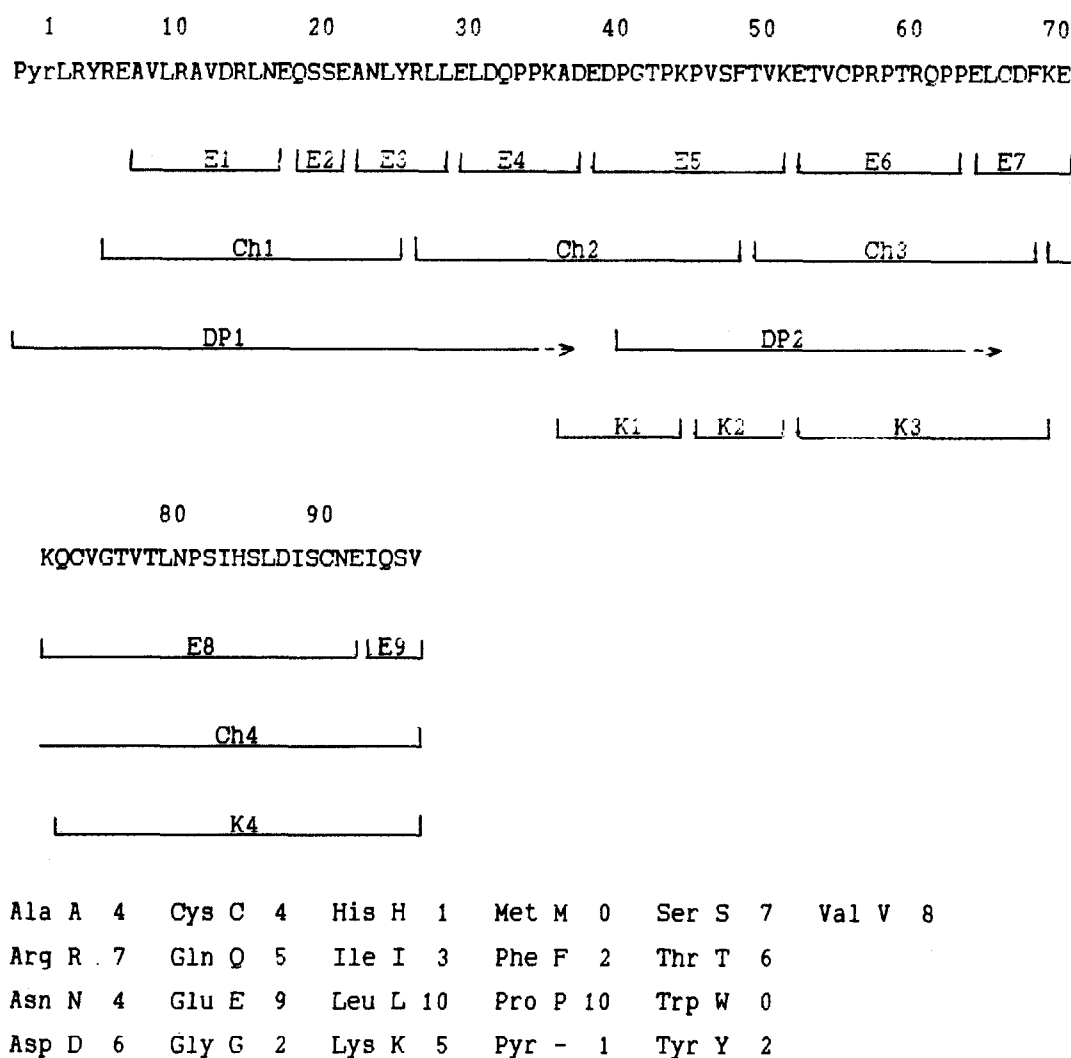 1 10 20 30 40 50 60 70
PyrLRYREAVLRAVDRLNEQSSEANLYRLLELDQPPKADEDPGTPKPVSFTVKETVCPRPTRQPPELCDFKE
E1 E2 E3 E4 E5 E6 E7
Ch1 Ch2 Ch3
DP1 DP2
K1 K2 K3
80 90
KQCVGTVTLNPSIHSLDISCNEIQSV
E8 E9
Ch4
K4
Ala A 4 Cys C 4 His H 1 Met M 0 Ser S 7 Val V 8
Arg R 7 Gln Q 5 Ile I 3 Phe F 2 Thr T 6
Asn N 4 Glu E 9 Leu L 10 Pro P 10 Trp W 0
Asp D 6 Gly G 2 Lys K 5 Pyr - 1 Tyr Y 2